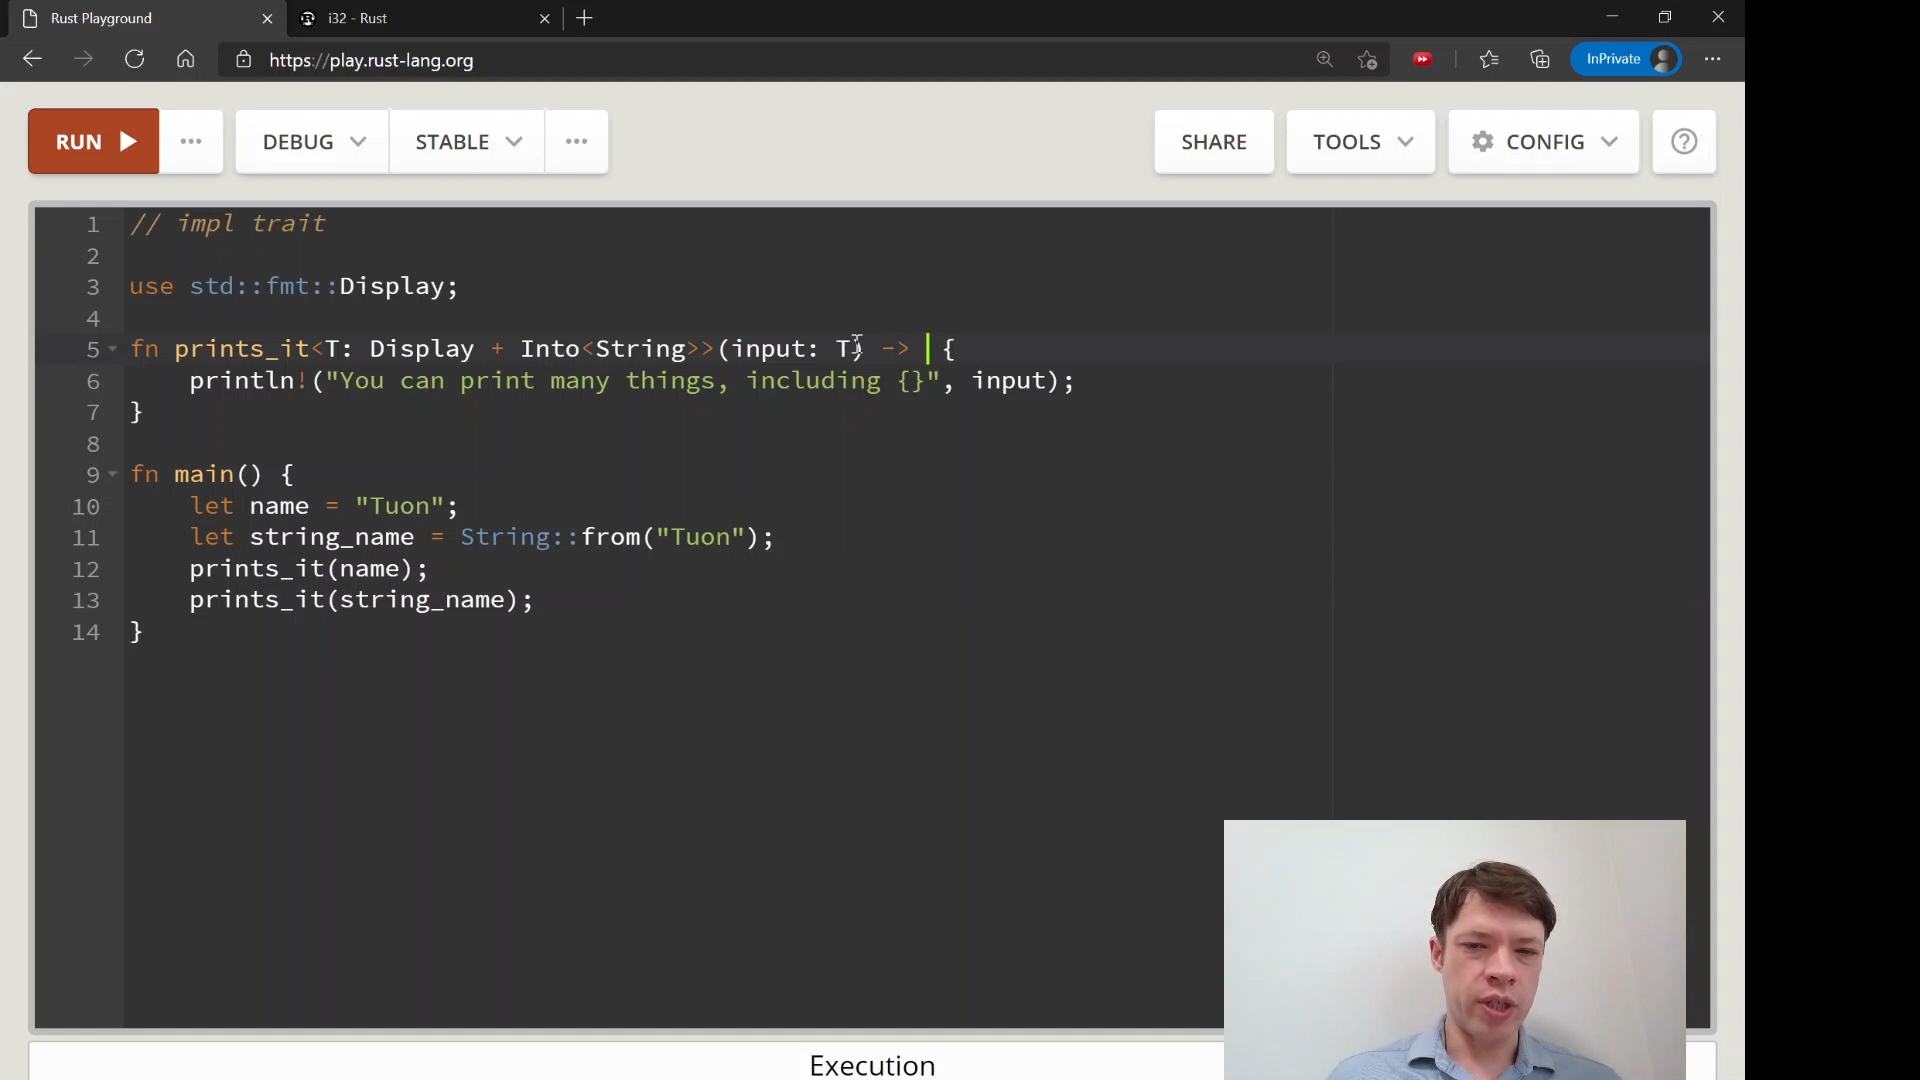 Rust Playground
i32 - Rust
https://play.rust-lang.org
InPrivate
RUN
DEBUG
STABLE
SHARE
TOOLS
CONFIG
1 // impl trait
2
3 use std::fmt::Display;
4
5 fn prints_it<T: Display + Into<String>>(input: T) -> {
6 println!("You can print many things, including {}", input);
7 }
8
9 fn main() {
10 let name = "Tuon";
11 let string_name = String::from("Tuon");
12 prints_it(name);
13 prints_it(string_name);
14 }
Execution